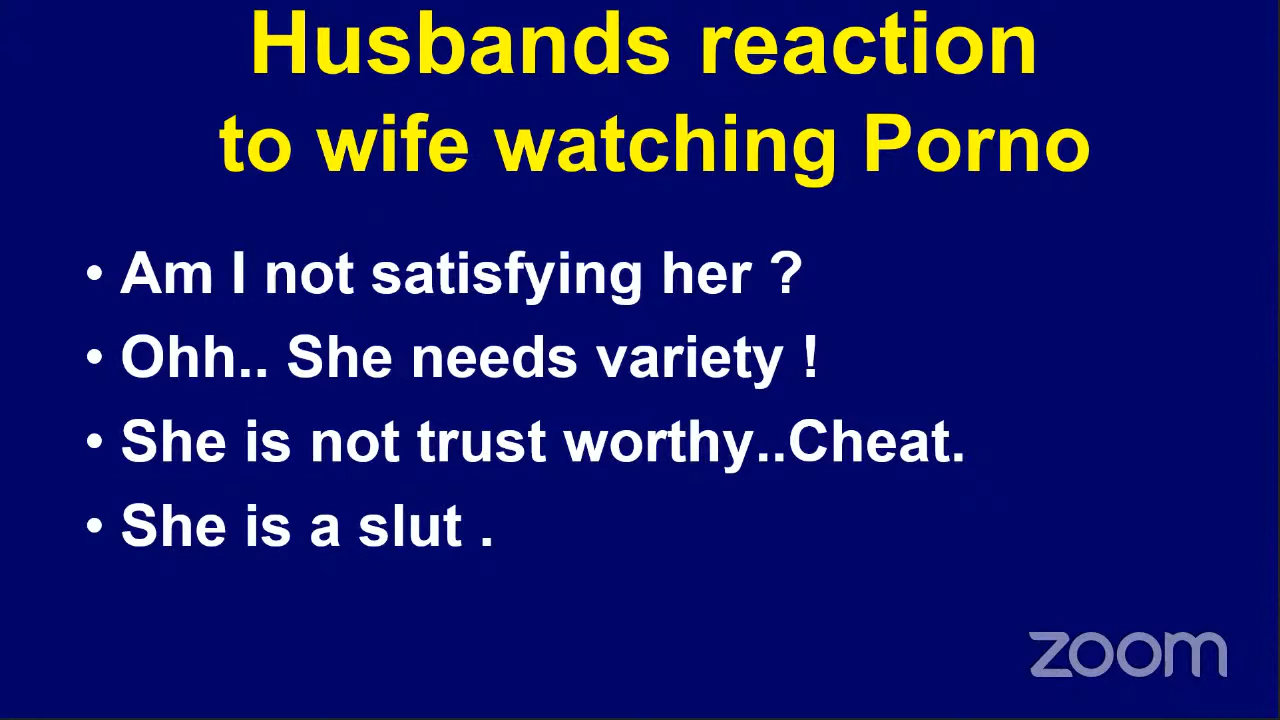 Husbands reaction
to wife watching Porno
• Am I not satisfying her ?
• Ohh.. She needs variety !
• She is not trust worthy..Cheat.
• She is a slut .
zoom